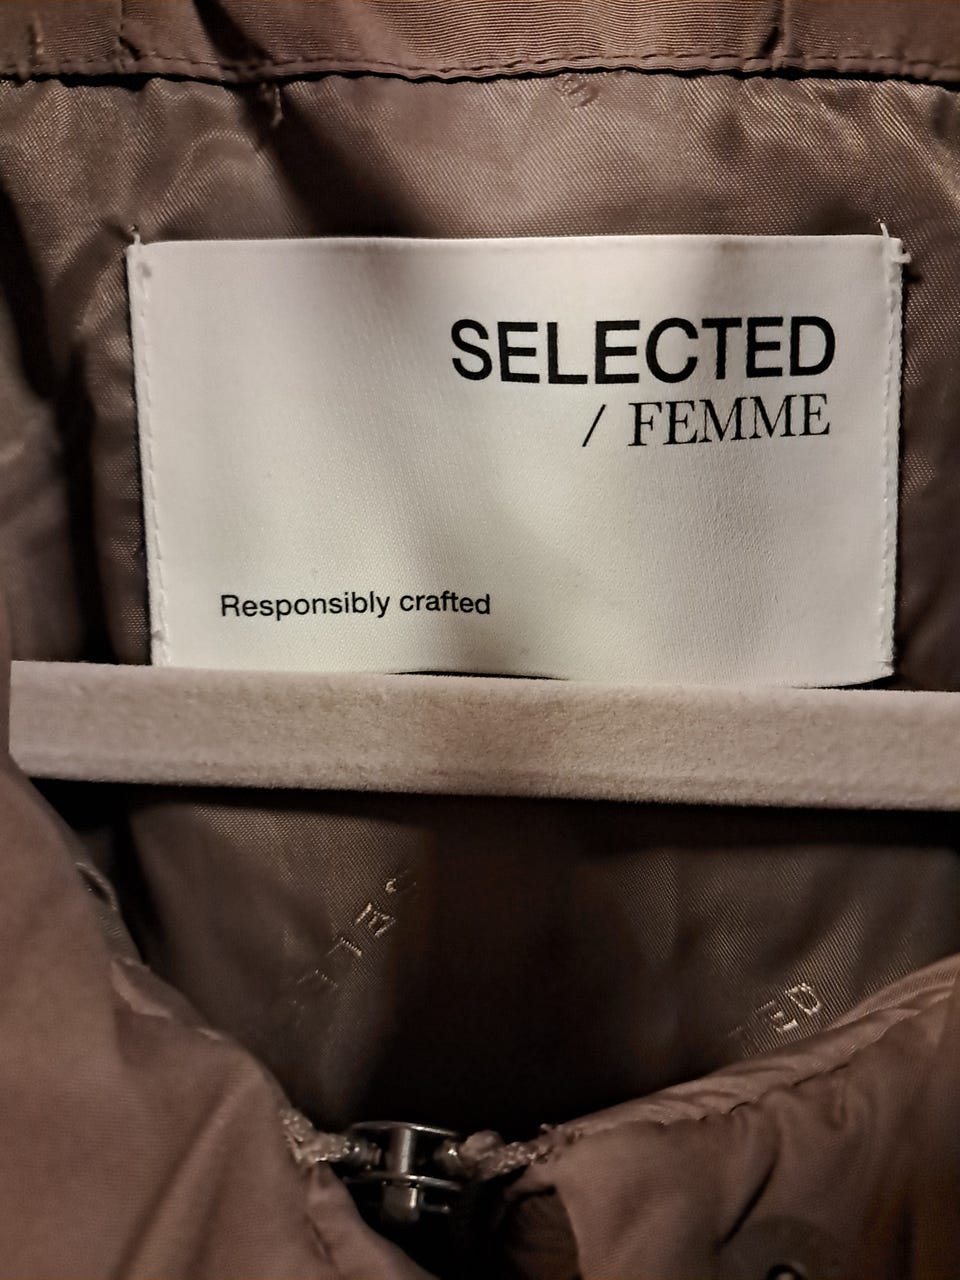 SELECTED
/ FEMME
Responsibly crafted